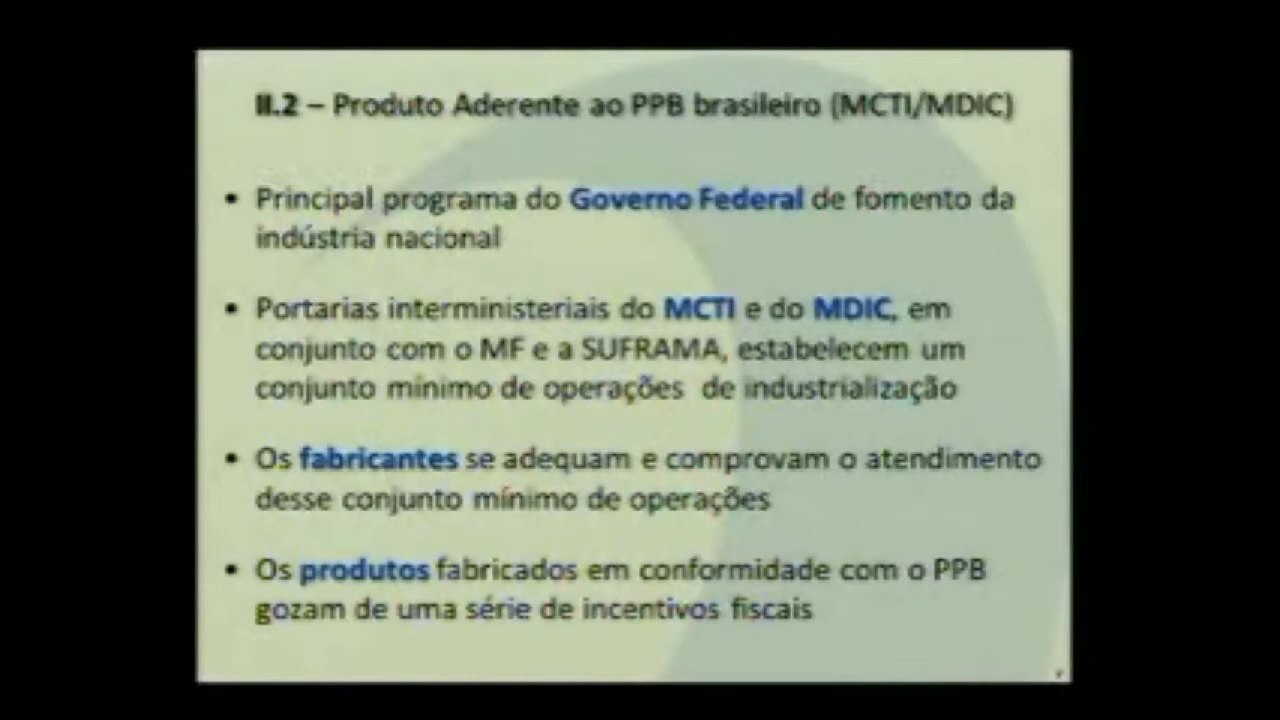 II.2 – Produto Aderente ao PPB brasileiro (MCTI/MDIC)
• Principal programa do Governo Federal de fomento da
indústria nacional
• Portarias interministeriais do MCTI e do MDIC, em
conjunto com o MF e a SUFRAMA, estabelecem um
conjunto mínimo de operações de industrialização
• Os fabricantes se adequam e comprovam o atendimento
desse conjunto mínimo de operações
• Os produtos fabricados em conformidade com o PPB
gozam de uma série de incentivos fiscais